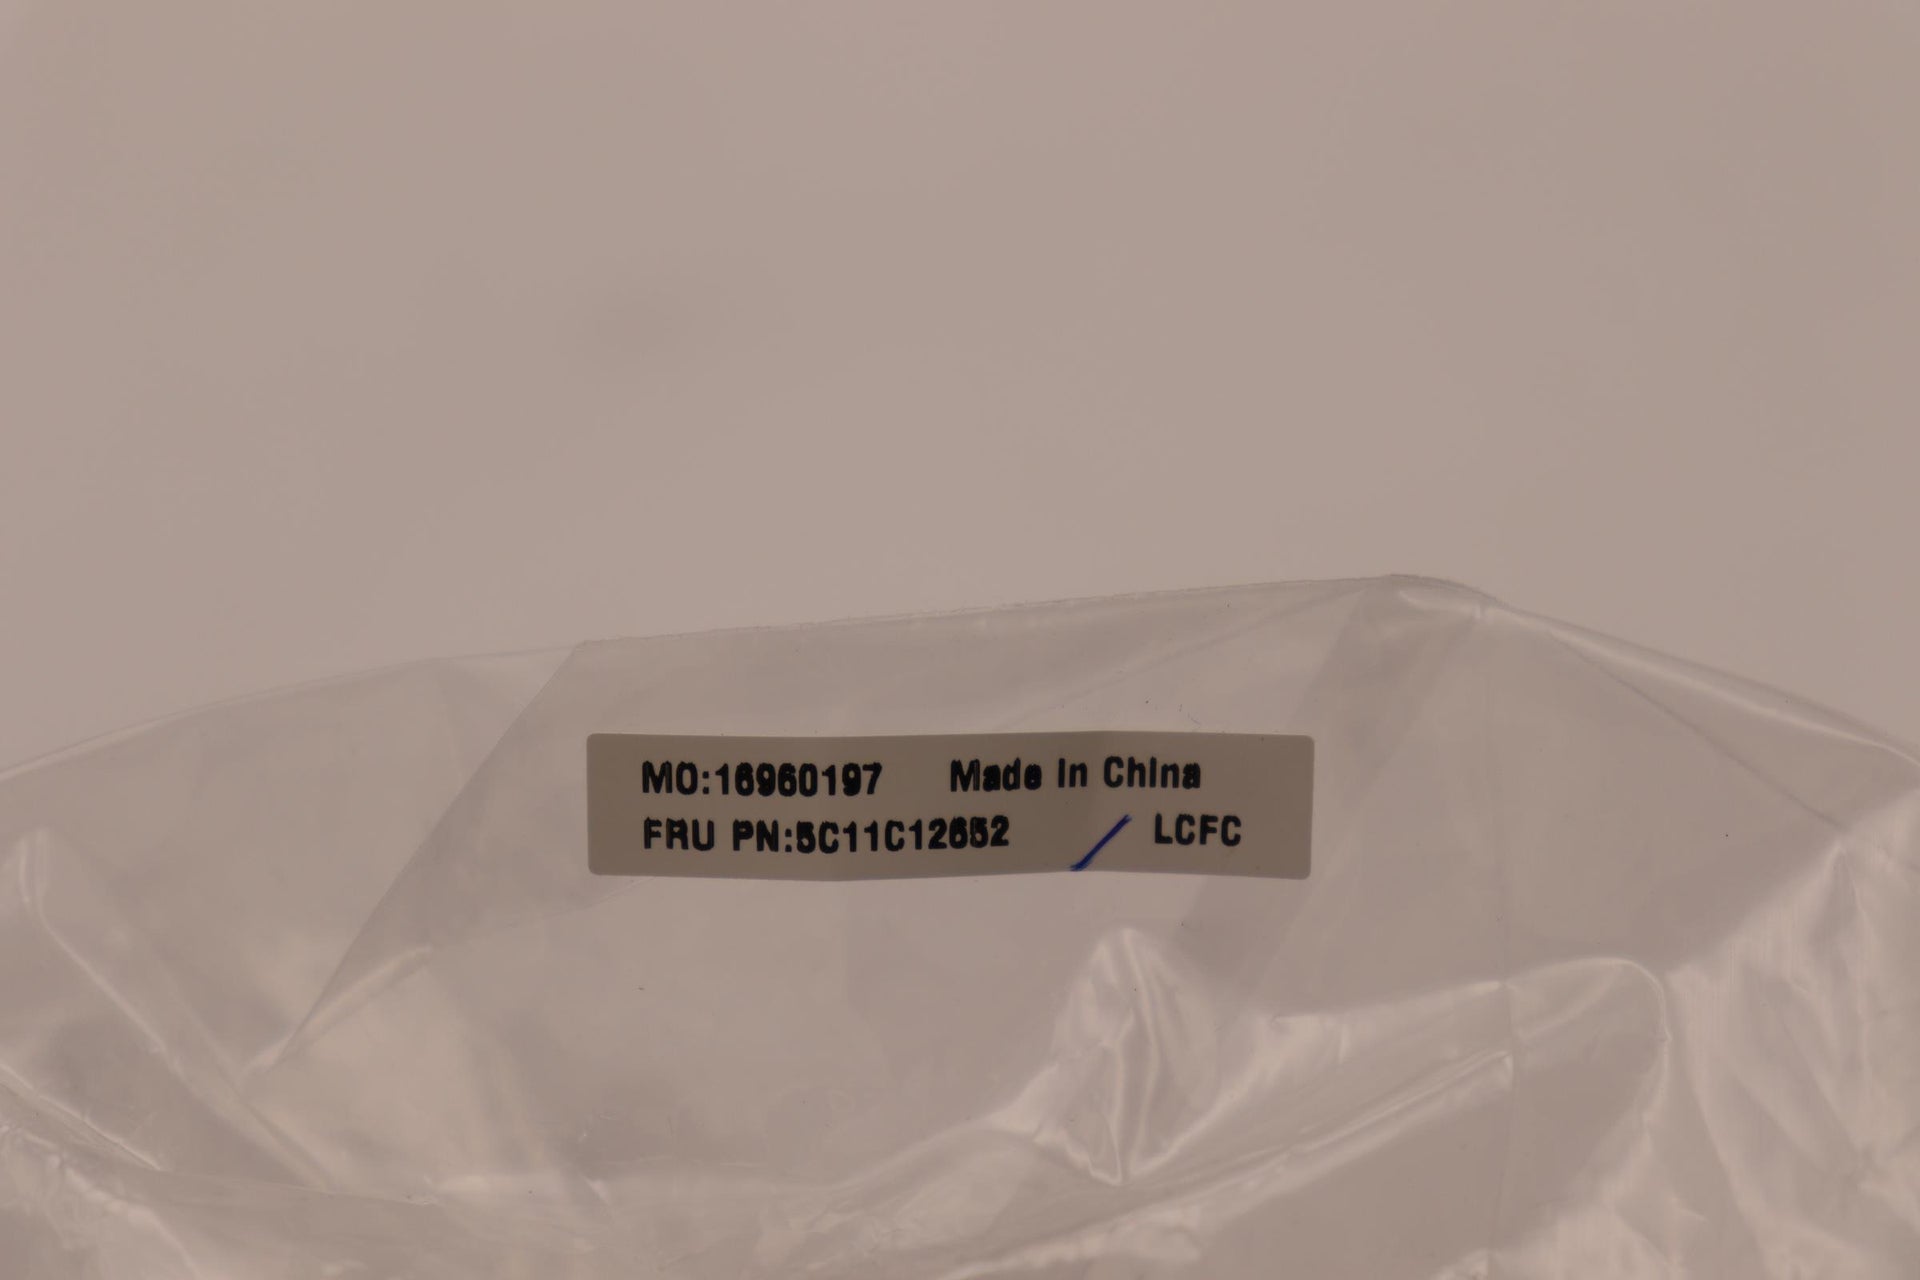 MO:16960197 Made In China
FRU PN:5C11C12652 LCFC